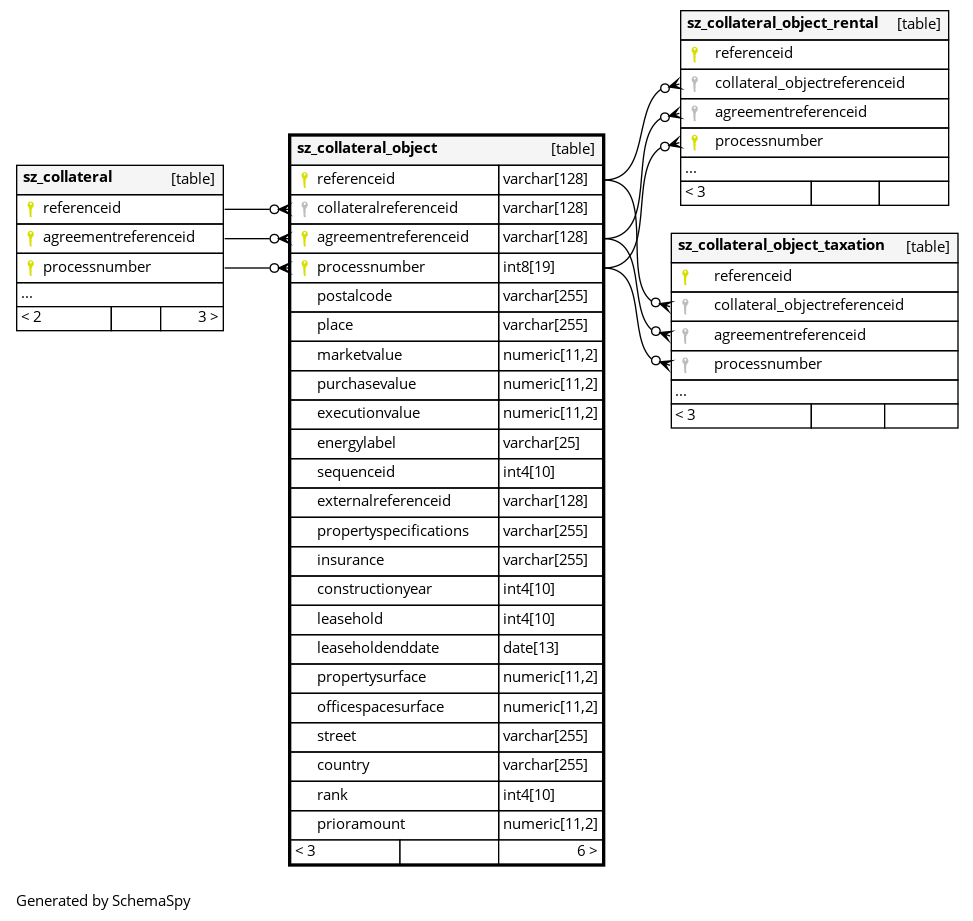 sz_collateral_object_rental [table]
referenceid
collateral_objectreferenceid
agreementreferenceid
processnumber
...
< 3
sz_collateral_object [table]
referenceid varchar[128]
collateralreferenceid varchar[128]
agreementreferenceid varchar[128]
processnumber int8[19]
postalcode varchar[255]
place varchar[255]
marketvalue numeric[11,2]
purchasevalue numeric[11,2]
executionvalue numeric[11,2]
energylabel varchar[25]
sequenceid int4[10]
externalreferenceid varchar[128]
propertyspecifications varchar[255]
insurance varchar[255]
constructionyear int4[10]
leasehold int4[10]
leaseholdenddate date[13]
propertysurface numeric[11,2]
officespacesurface numeric[11,2]
street varchar[255]
country varchar[255]
rank int4[10]
prioramount numeric[11,2]
< 3 6 >
sz_collateral [table]
referenceid
agreementreferenceid
processnumber
...
< 2 3 >
sz_collateral_object_taxation [table]
referenceid
collateral_objectreferenceid
agreementreferenceid
processnumber
...
< 3
Generated by SchemaSpy